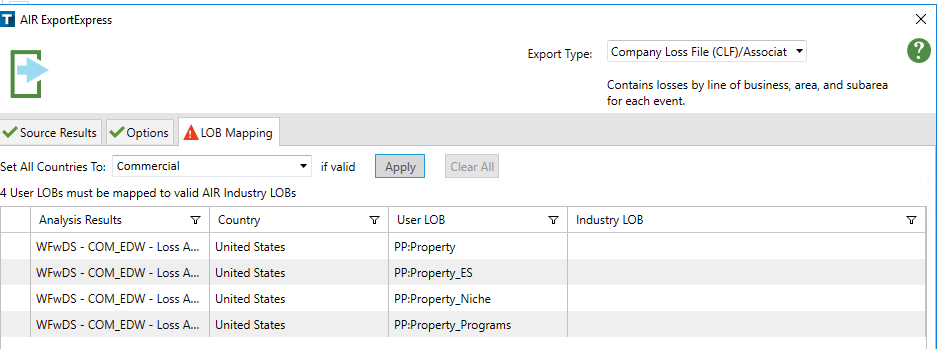 T AIR ExportExpress
Export Type: Company Loss File (CLF)/Associat
?
Contains losses by line of business, area, and subarea
for each event.
Source Results Options LOB Mapping
Set All Countries To: Commercial if valid Apply Clear All
4 User LOBs must be mapped to valid AIR Industry LOBs
Analysis Results Country User LOB Industry LOB
WFwDS - COM_EDW - Loss A... United States PP:Property
WFwDS - COM_EDW - Loss A... United States PP:Property_ES
WFwDS - COM_EDW - Loss A... United States PP:Property_Niche
WFwDS - COM_EDW - Loss A... United States PP:Property_Programs